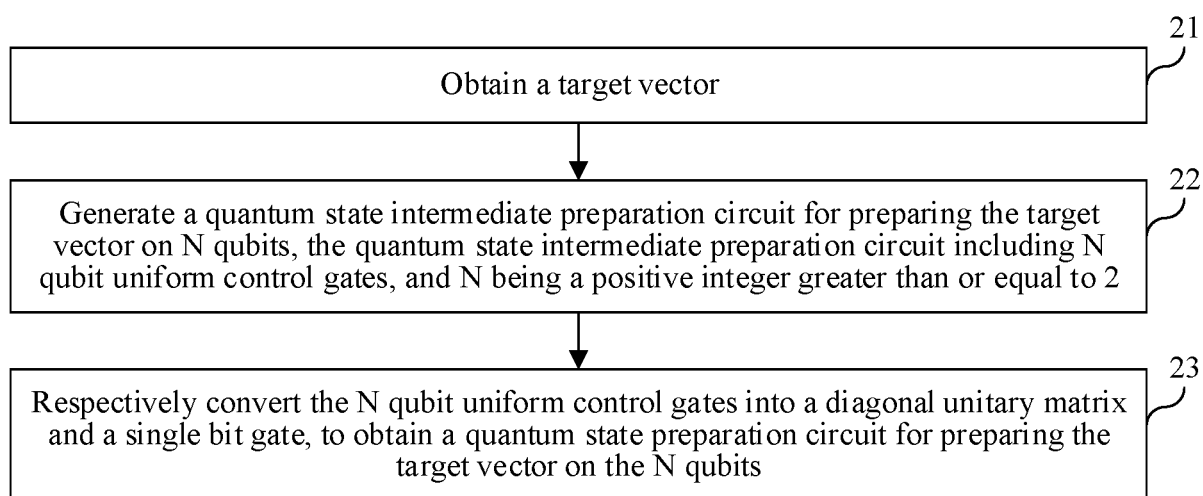 21
Obtain a target vector
22
Generate a quantum state intermediate preparation circuit for preparing the target
vector on N qubits, the quantum state intermediate preparation circuit including N
qubit uniform control gates, and N being a positive integer greater than or equal to 2
23
Respectively convert the N qubit uniform control gates into a diagonal unitary matrix
and a single bit gate, to obtain a quantum state preparation circuit for preparing the
target vector on the N qubits